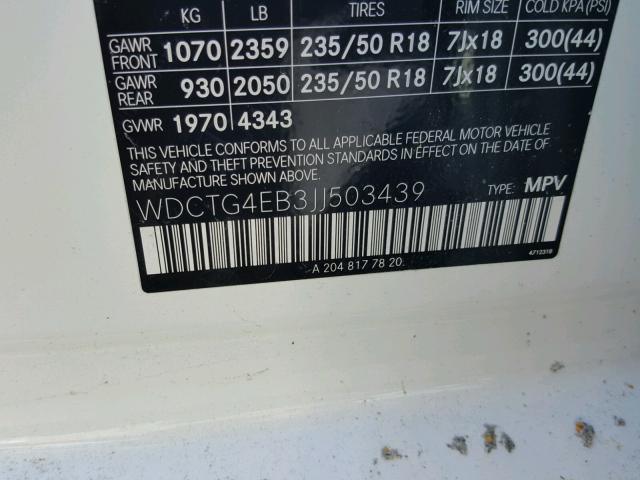 KG LB TIRES RIM SIZE COLD KPA(PSI)
GAWR FRONT 1070 2359 235/50 R18 7Jx18 300(44)
GAWR REAR 930 2050 235/50 R18 7Jx18 300(44)
GVWR 1970 4343
THIS VEHICLE CONFORMS TO ALL APPLICABLE FEDERAL MOTOR VEHICLE
SAFETY AND THEFT PREVENTION STANDARDS IN EFFECT ON THE DATE OF
MANUFACTURE SHOWN ABOVE.
WDCTG4EB3JJ503439 TYPE: MPV
A 204 817 78 20. 4712319